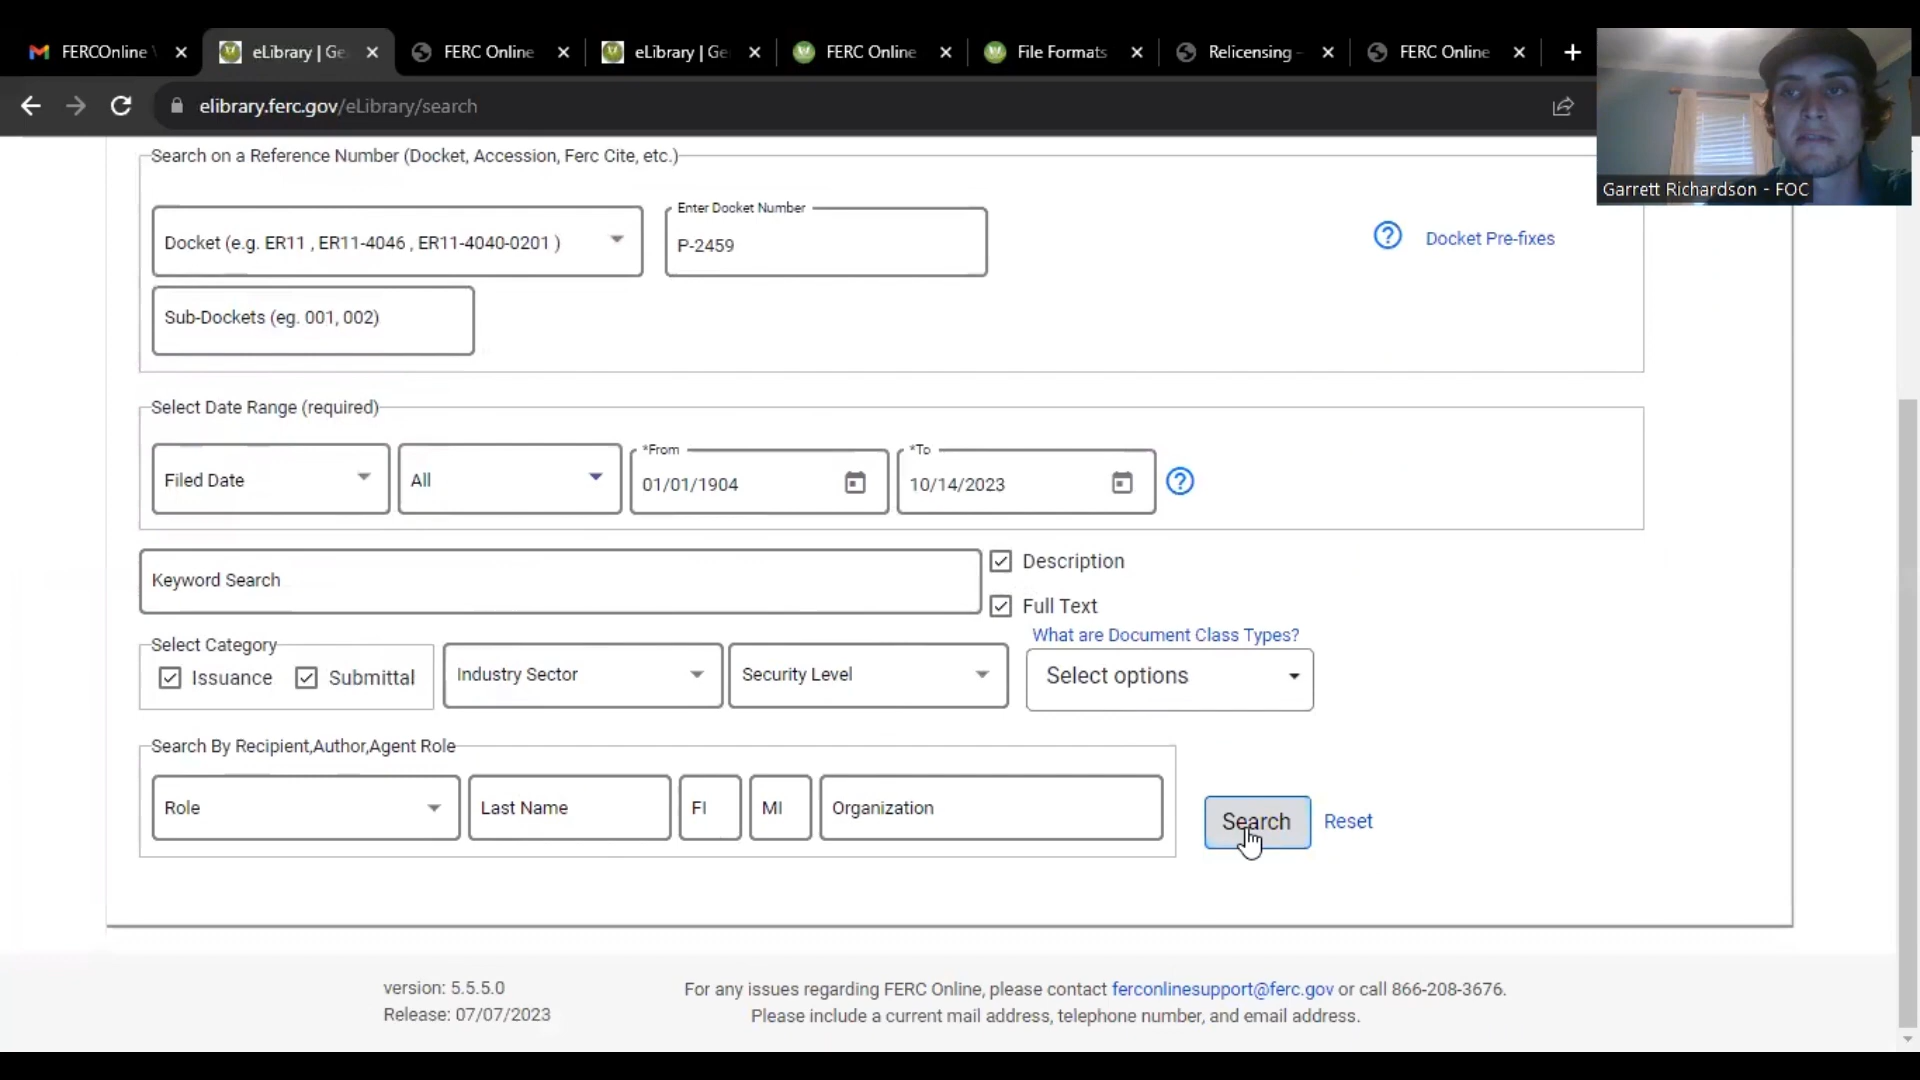 FERCOnline
eLibrary | Ge
FERC Online
eLibrary | Ge
FERC Online
File Formats
Relicensing -
FERC Online
elibrary.ferc.gov/eLibrary/search
Garrett Richardson - FOC
Search on a Reference Number (Docket, Accession, Ferc Cite, etc.)
Docket (e.g. ER11 , ER11-4046 , ER11-4040-0201 )
Enter Docket Number
P-2459
Docket Pre-fixes
Sub-Dockets (eg. 001, 002)
Select Date Range (required)
Filed Date
All
*From
01/01/1904
*To
10/14/2023
Keyword Search
Description
Full Text
Select Category
Issuance
Submittal
Industry Sector
Security Level
What are Document Class Types?
Select options
Search By Recipient,Author,Agent Role
Role
Last Name
FI
MI
Organization
Search
Reset
version: 5.5.5.0
Release: 07/07/2023
For any issues regarding FERC Online, please contact ferconlinesupport@ferc.gov or call 866-208-3676.
Please include a current mail address, telephone number, and email address.